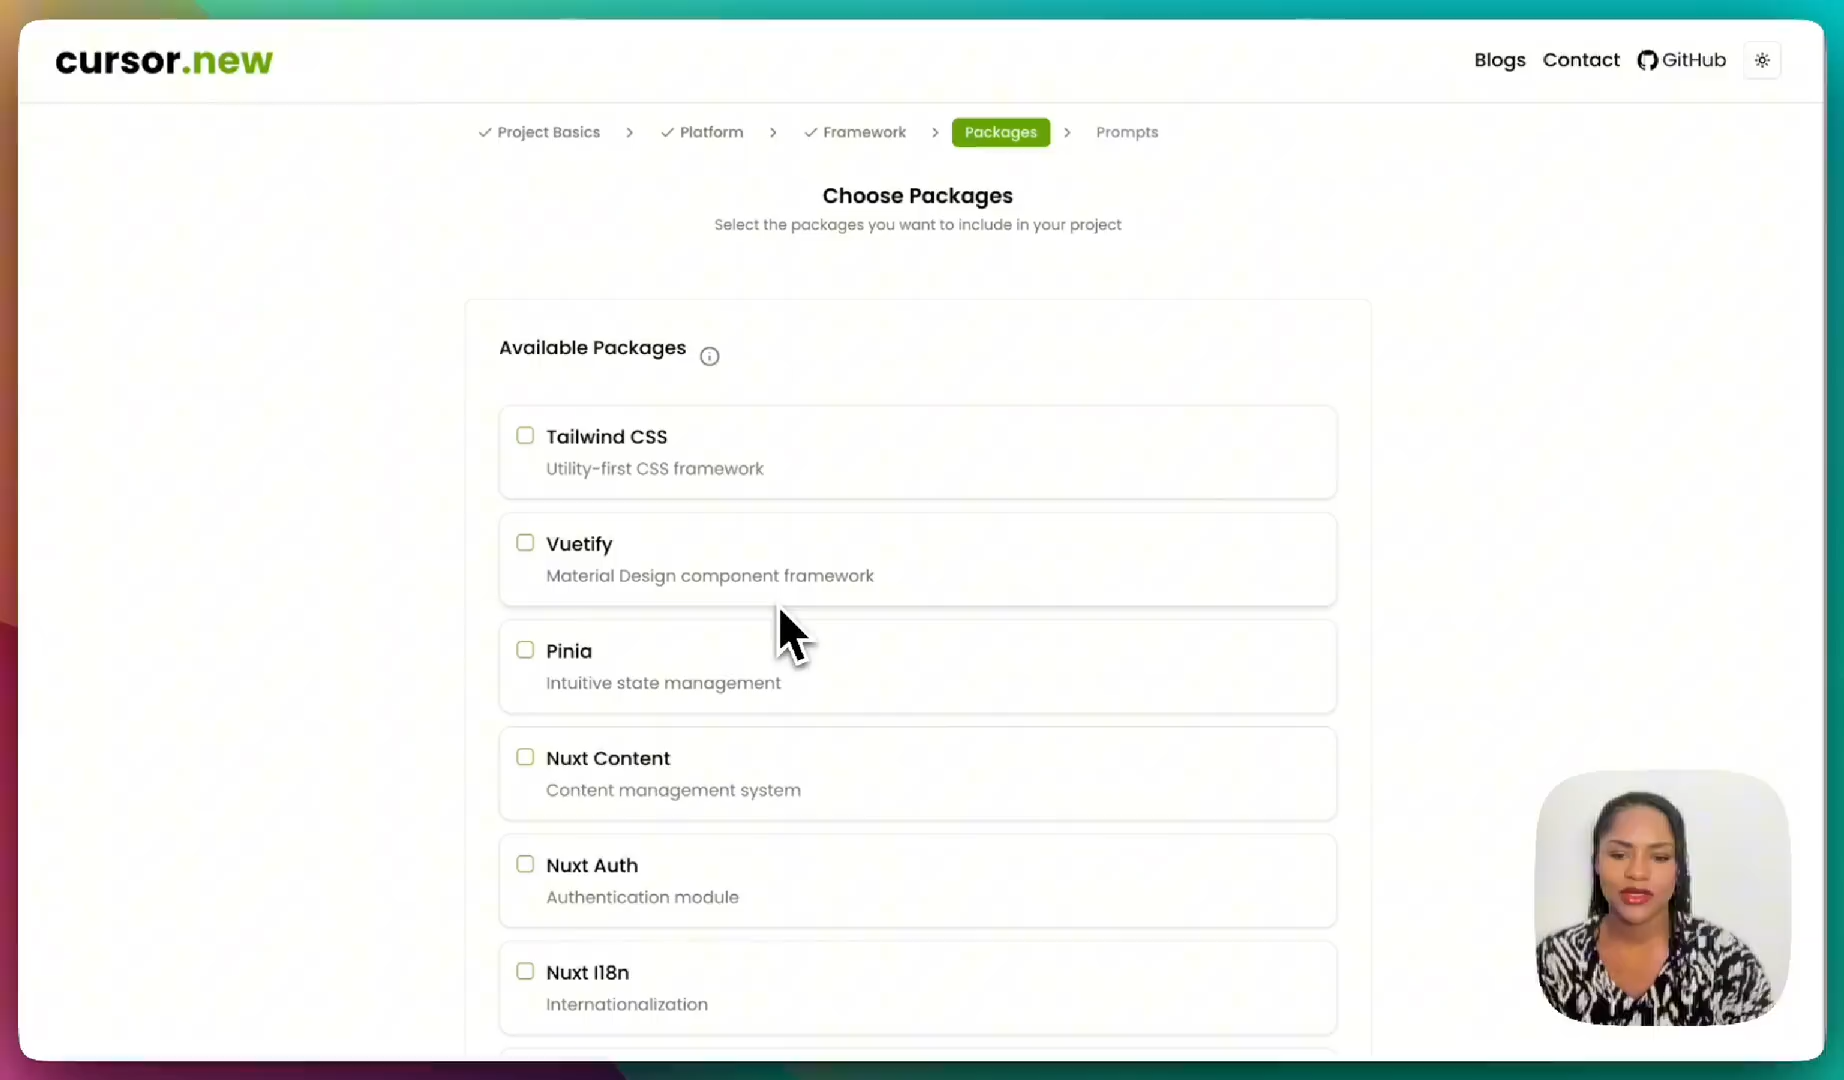 cursor.new
Blogs Contact GitHub
Project Basics Platform Framework Packages Prompts
Choose Packages
Select the packages you want to include in your project
Available Packages
Tailwind CSS
Utility-first CSS framework
Vuetify
Material Design component framework
Pinia
Intuitive state management
Nuxt Content
Content management system
Nuxt Auth
Authentication module
Nuxt I18n
Internationalization